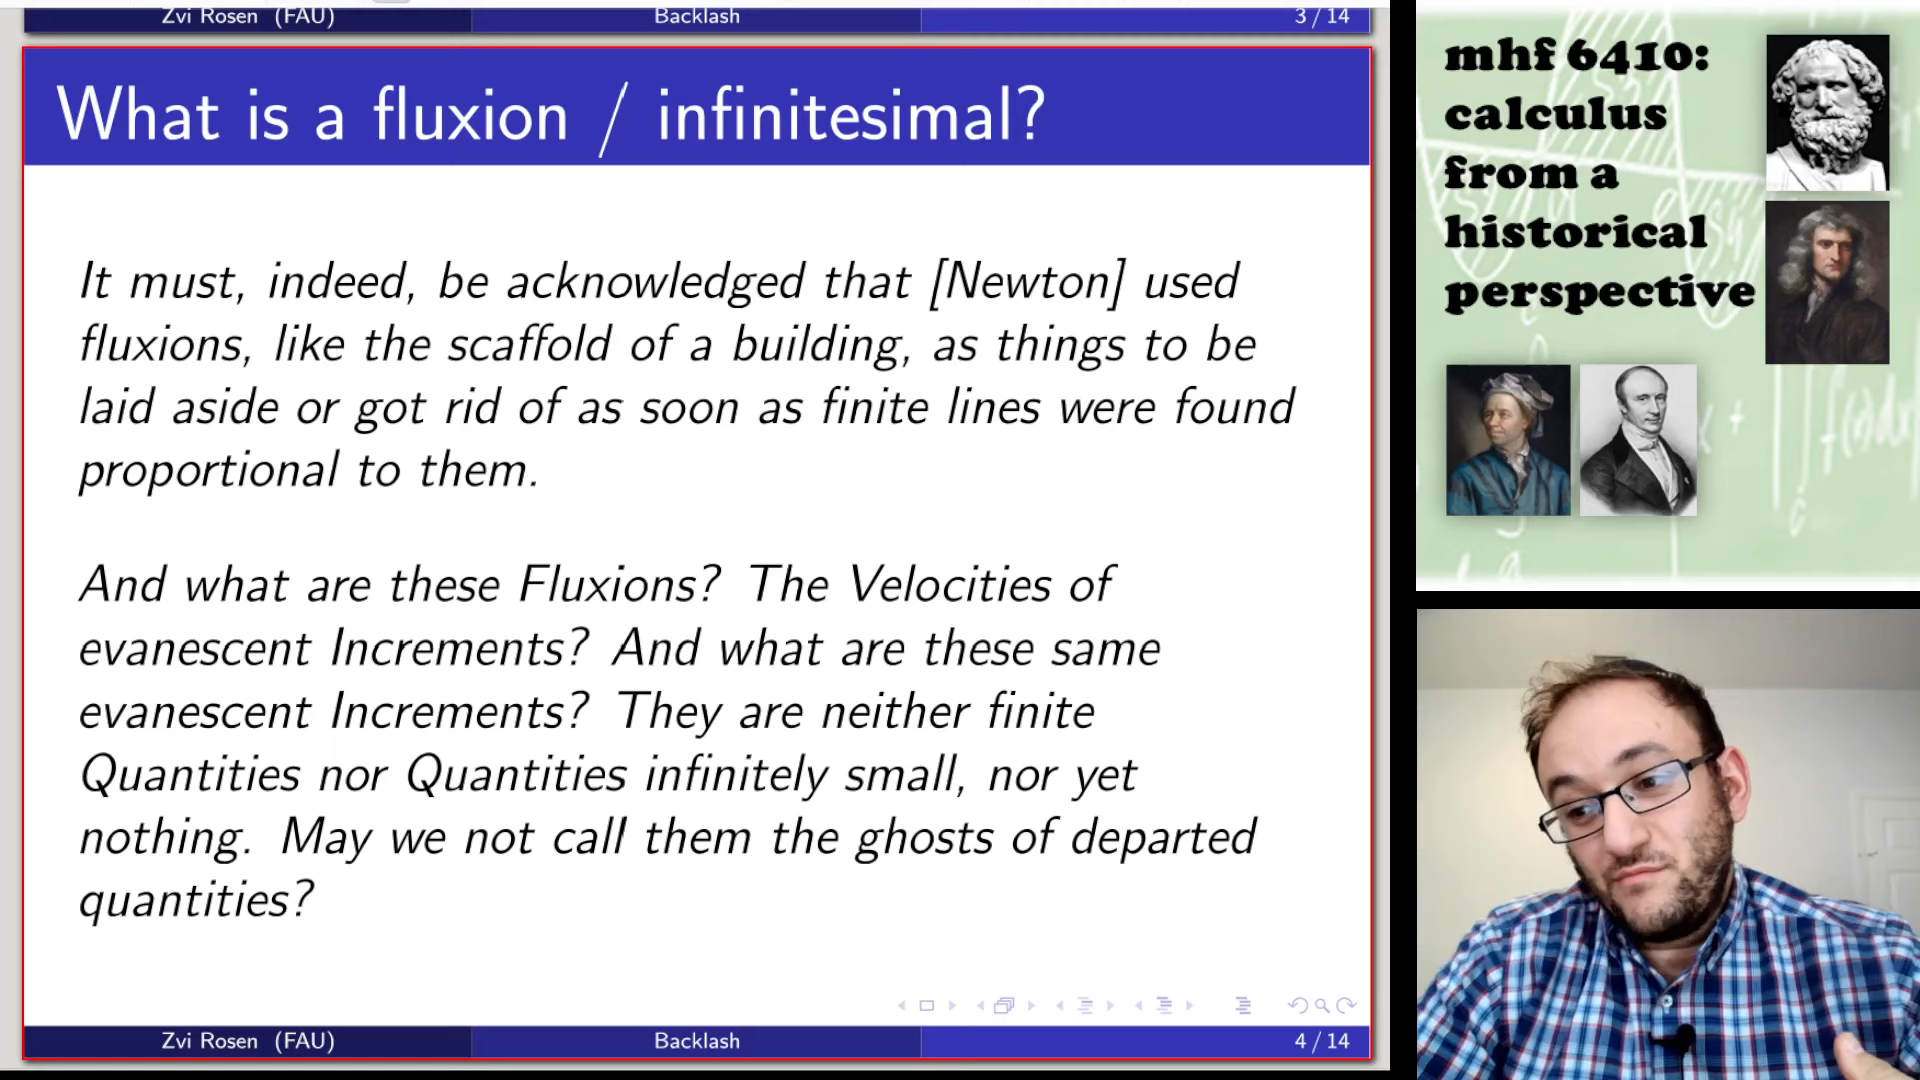 Zvi Rosen (FAU) Backlash 3 / 14
What is a fluxion / infinitesimal?
It must, indeed, be acknowledged that [Newton] used
fluxions, like the scaffold of a building, as things to be
laid aside or got rid of as soon as finite lines were found
proportional to them.
And what are these Fluxions? The Velocities of
evanescent Increments? And what are these same
evanescent Increments? They are neither finite
Quantities nor Quantities infinitely small, nor yet
nothing. May we not call them the ghosts of departed
quantities?
Zvi Rosen (FAU) Backlash 4 / 14
mhf 6410:
calculus
from a
historical
perspective